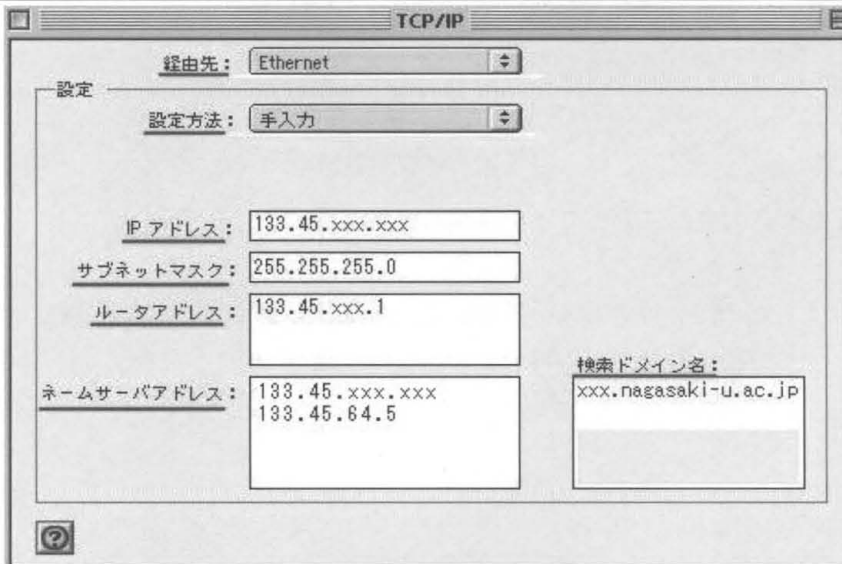 TCP/IP
経由先: Ethernet
設定
設定方法: 手入力
IP アドレス: 133.45.xxx.xxx
サブネットマスク: 255.255.255.0
ルータアドレス: 133.45.xxx.1
ネームサーバアドレス: 133.45.xxx.xxx
133.45.64.5
検索ドメイン名:
xxx.nagasaki-u.ac.jp
?